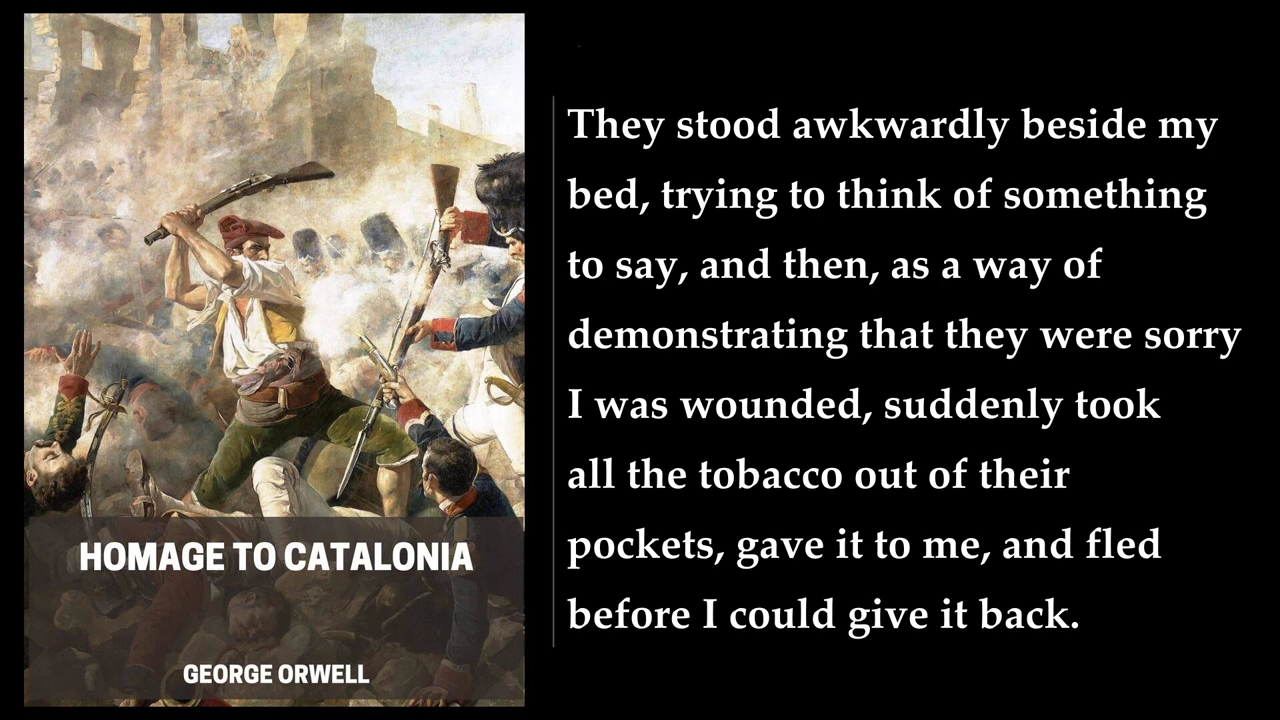 HOMAGE TO CATALONIA
GEORGE ORWELL
They stood awkwardly beside my
bed, trying to think of something
to say, and then, as a way of
demonstrating that they were sorry
I was wounded, suddenly took
all the tobacco out of their
pockets, gave it to me, and fled
before I could give it back.